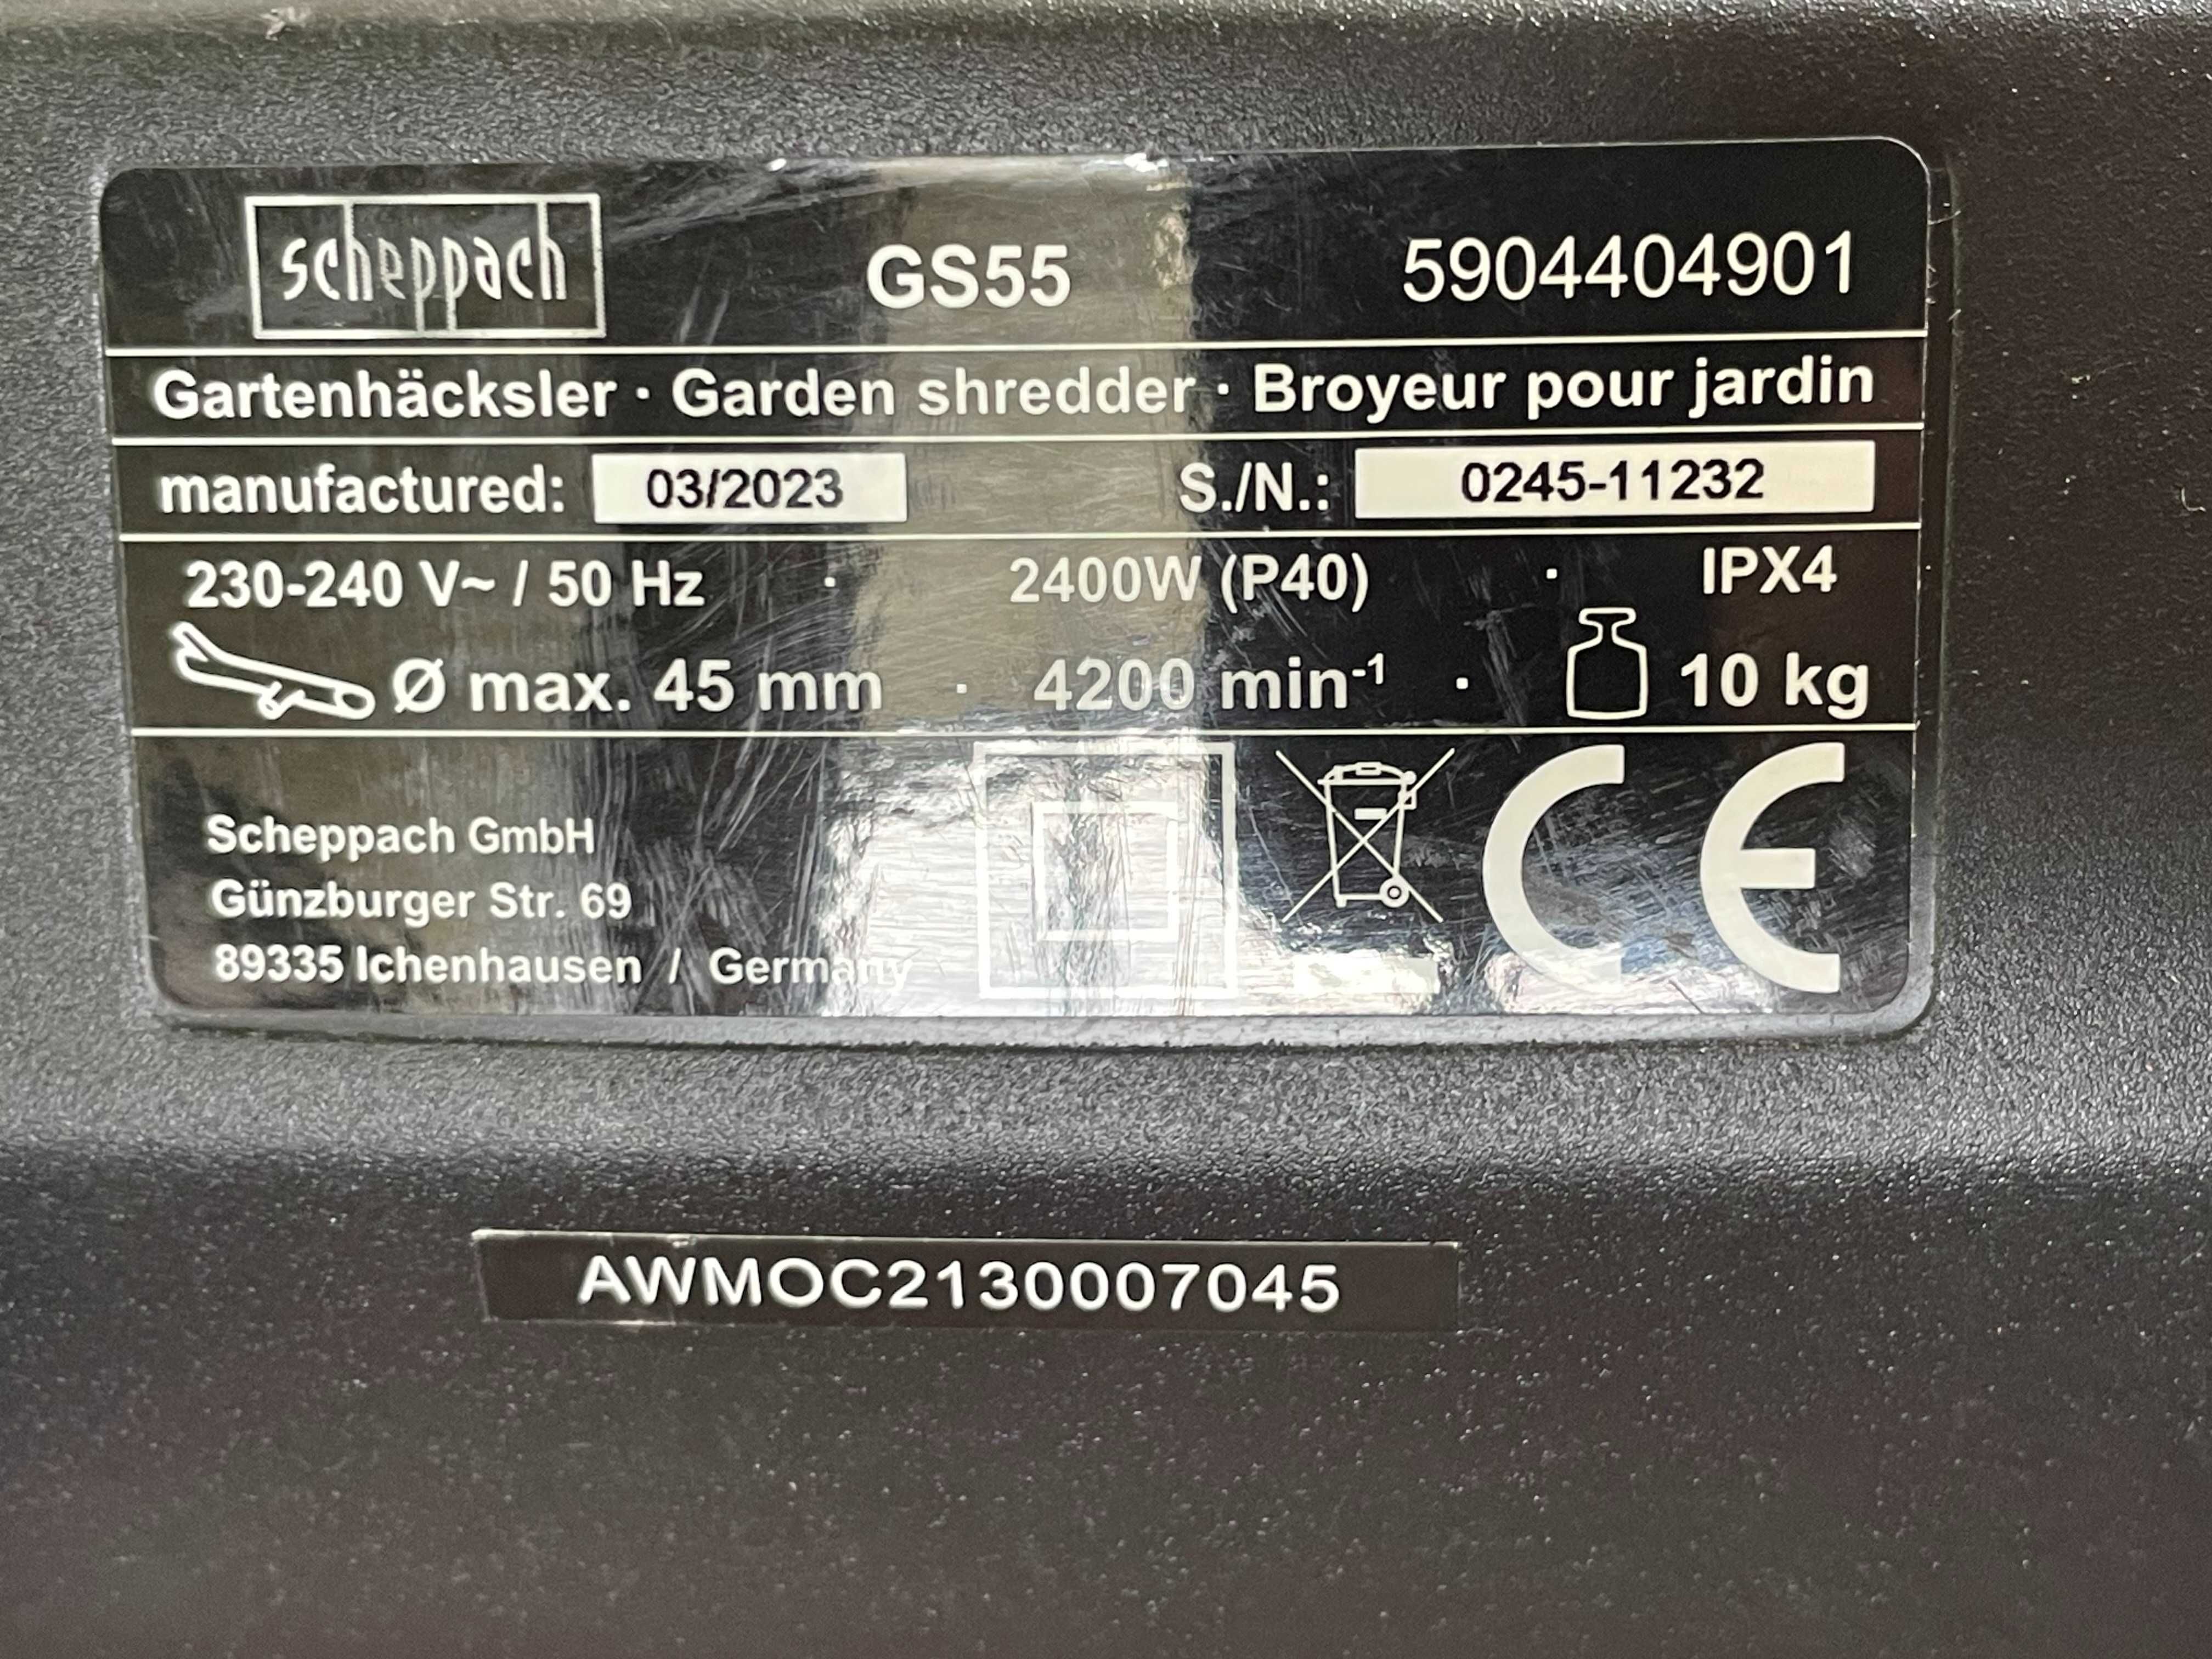 scheppach GS55 5904404901
Gartenhäcksler · Garden shredder · Broyeur pour jardin
manufactured: 03/2023 S./N.: 0245-11232
230-240 V~ / 50 Hz · 2400W (P40) · IPX4
Ø max. 45 mm · 4200 min⁻¹ · 10 kg
Scheppach GmbH
Günzburger Str. 69
89335 Ichenhausen / Germany
CE
AWMOC2130007045